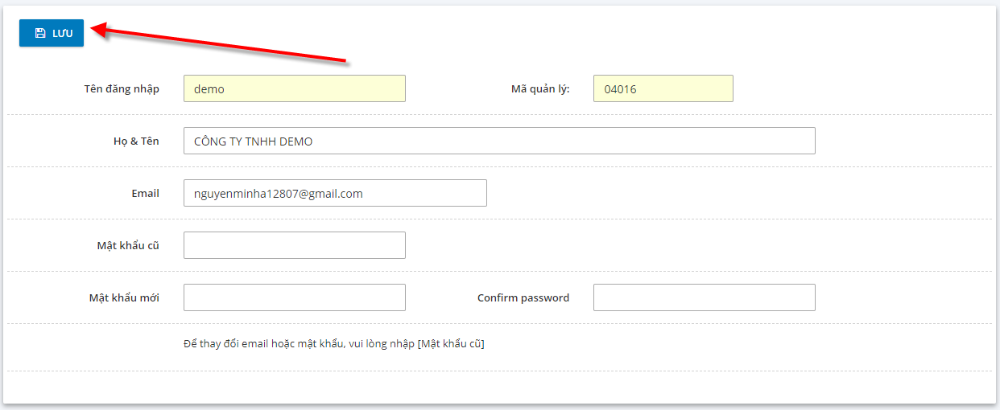 LƯU
Tên đăng nhập demo Mã quản lý: 04016
Họ & Tên CÔNG TY TNHH DEMO
Email nguyenminha12807@gmail.com
Mật khẩu cũ
Mật khẩu mới Confirm password
Để thay đổi email hoặc mật khẩu, vui lòng nhập [Mật khẩu cũ]